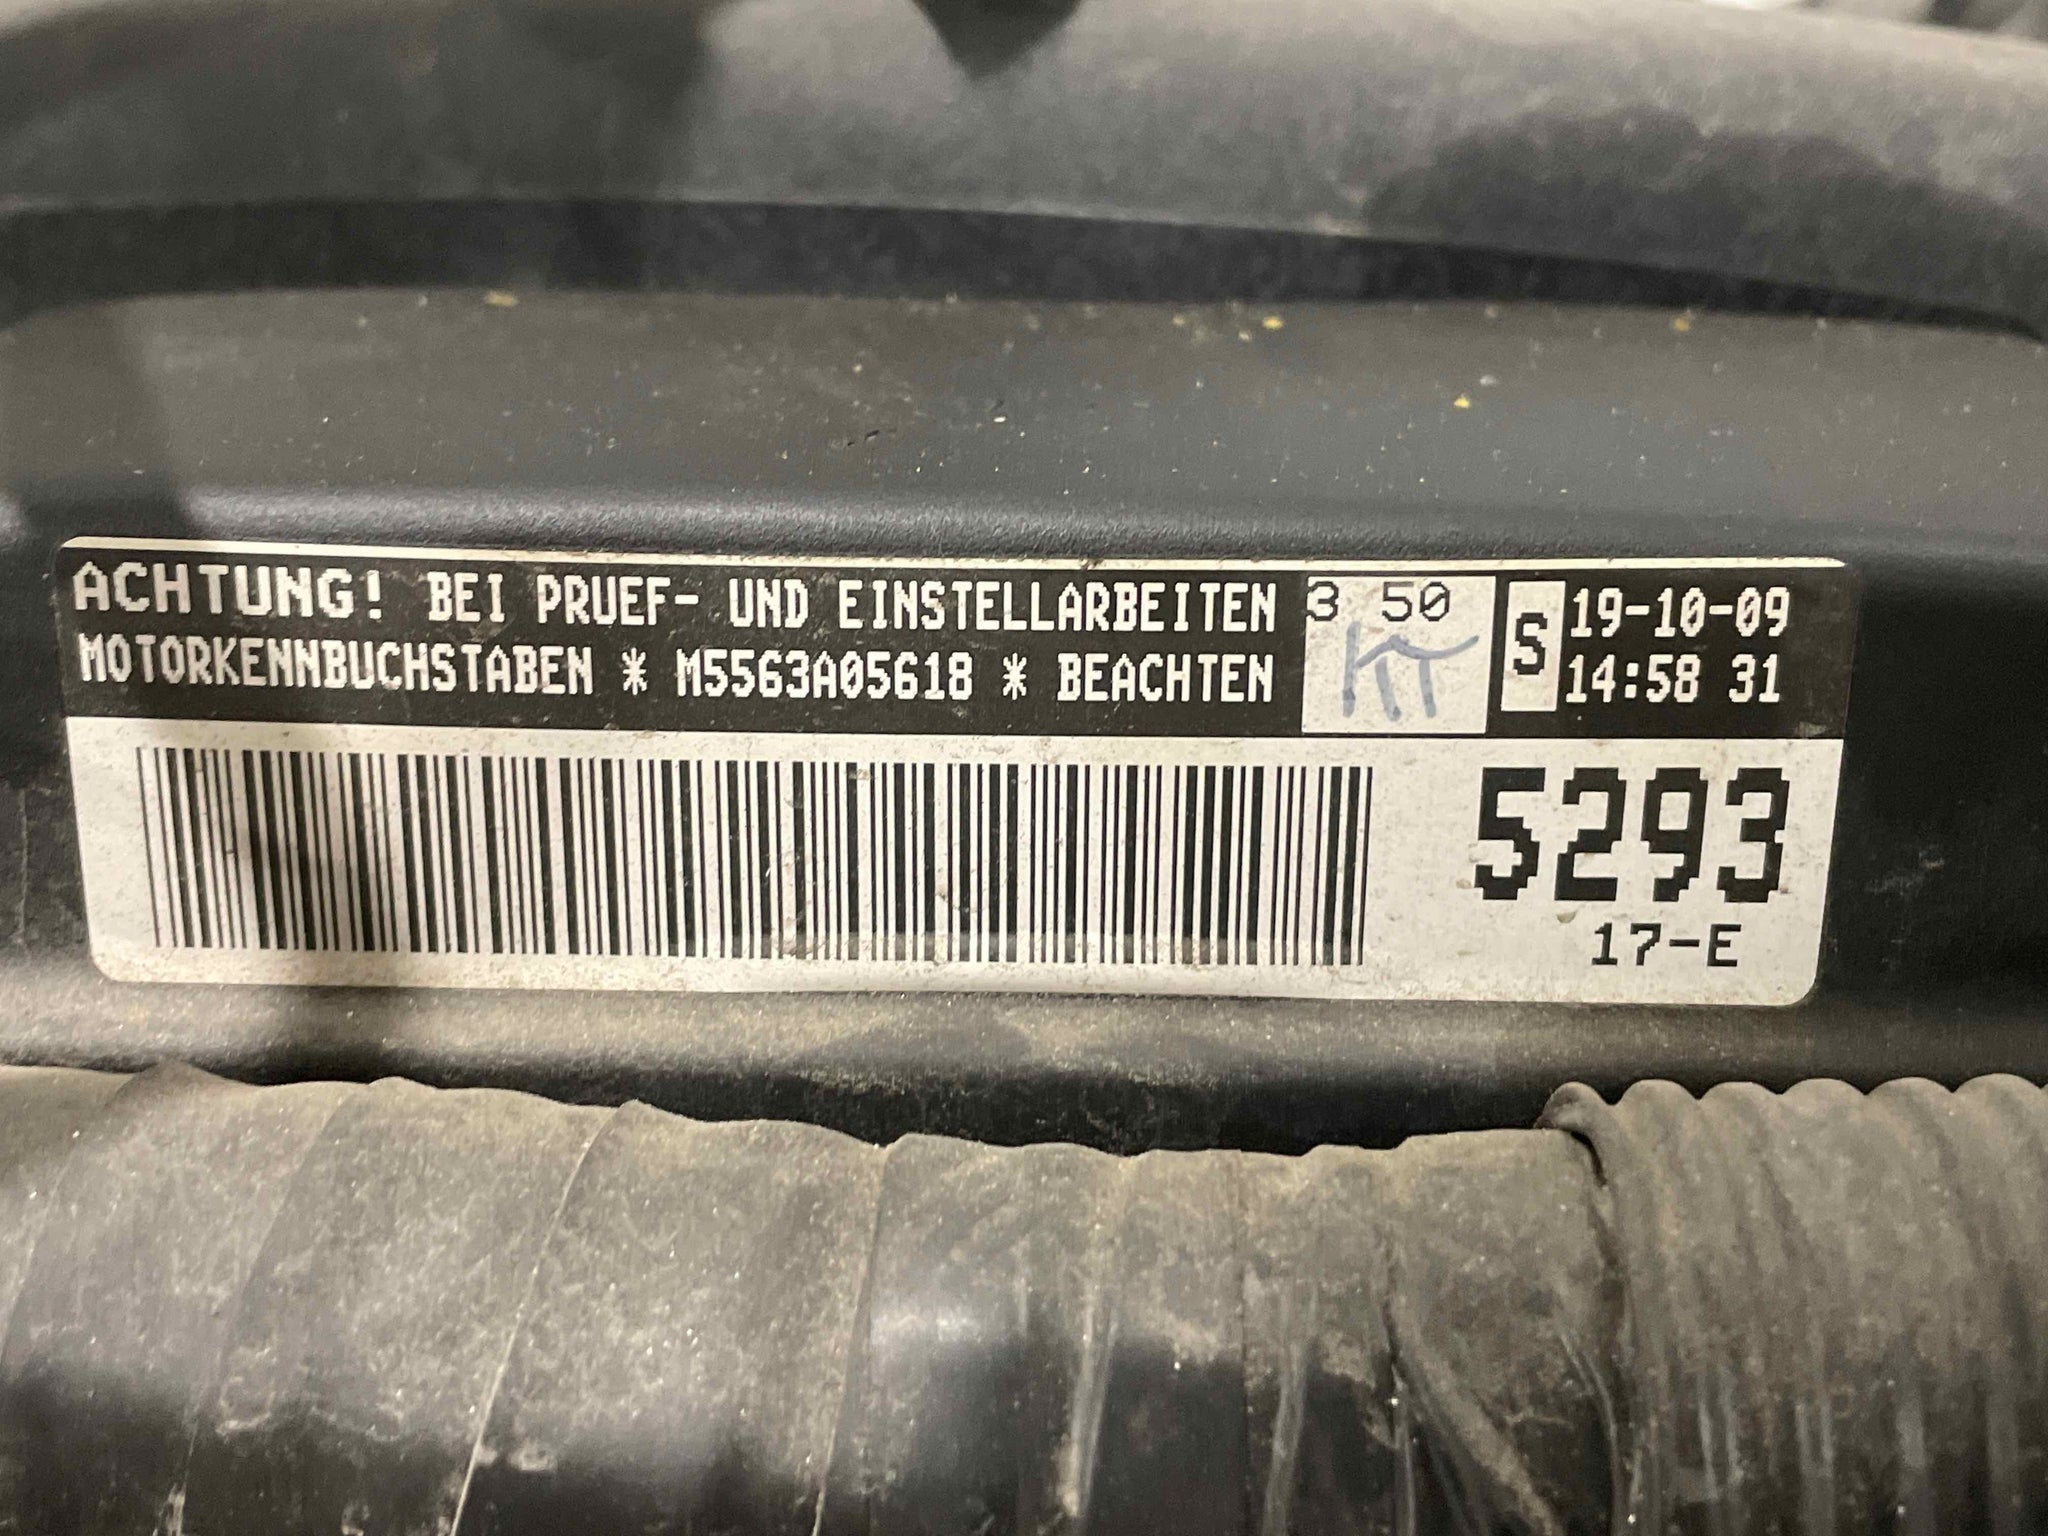 ACHTUNG! BEI PRUEF- UND EINSTELLARBEITEN 3 50 S 19-10-09
MOTORKENNBUCHSTABEN * M5563A05618 * BEACHTEN KT 14:58 31
5293
17-E